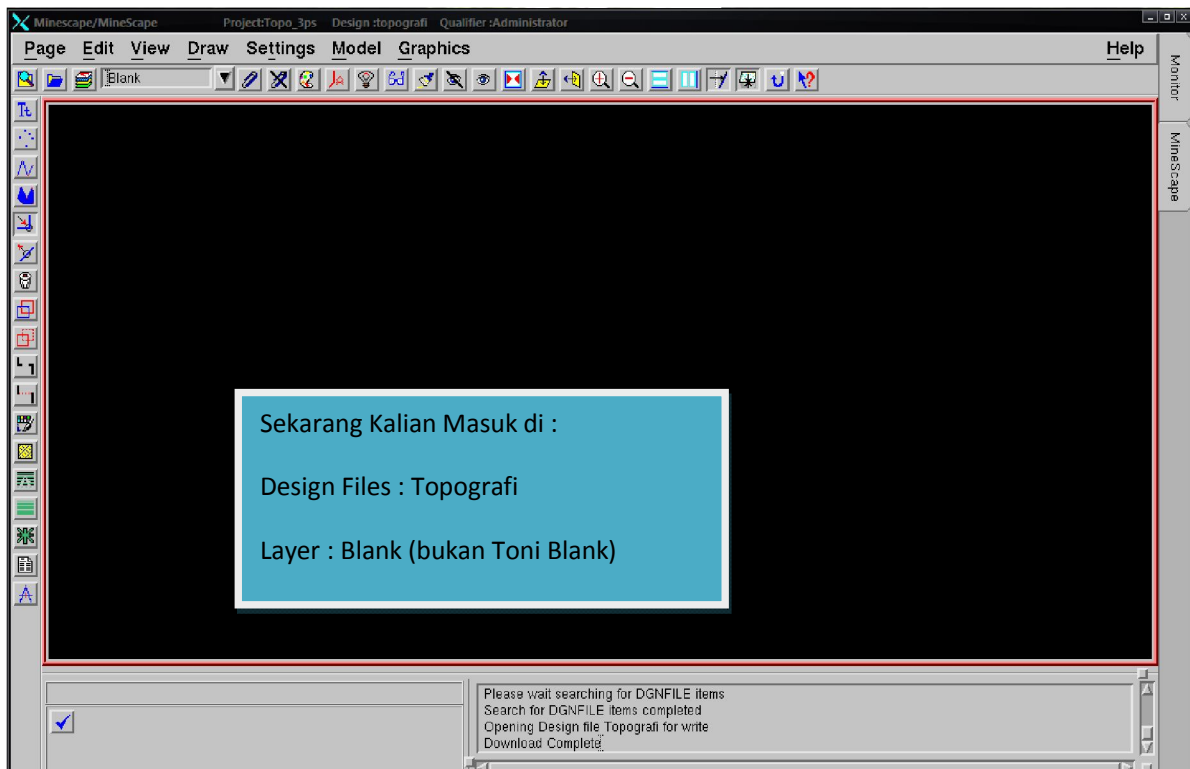 Minescape/MineScape Project:Topo_3ps Design :topografi Qualifier :Administrator
Page Edit View Draw Settings Model Graphics Help
Blank
Monitor
MineScape
Sekarang Kalian Masuk di :
Design Files : Topografi
Layer : Blank (bukan Toni Blank)
Please wait searching for DGNFILE items
Search for DGNFILE items completed
Opening Design file Topografi for write
Download Complete